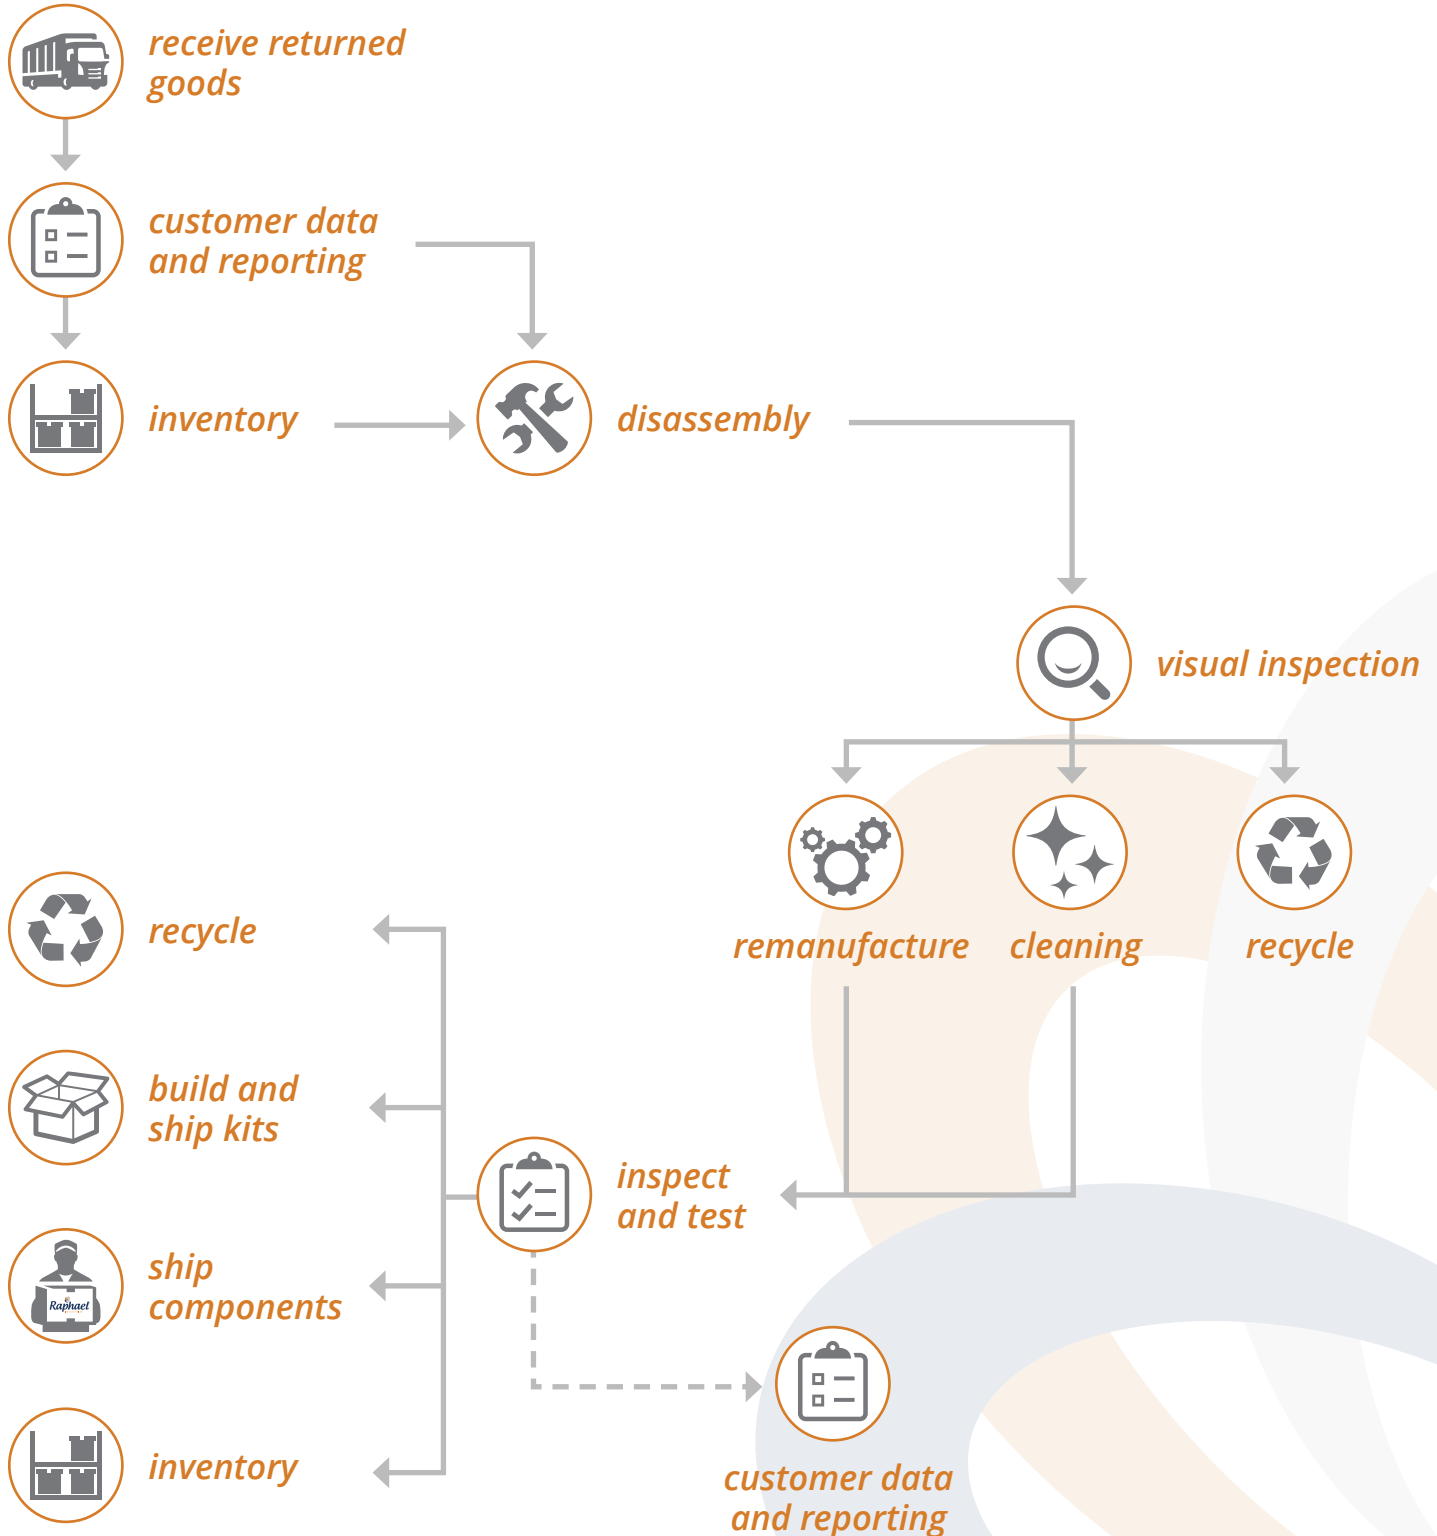 receive returned
goods
customer data
and reporting
inventory
disassembly
visual inspection
remanufacture
cleaning
recycle
recycle
build and
ship kits
inspect
and test
ship
components
Raphael
inventory
customer data
and reporting